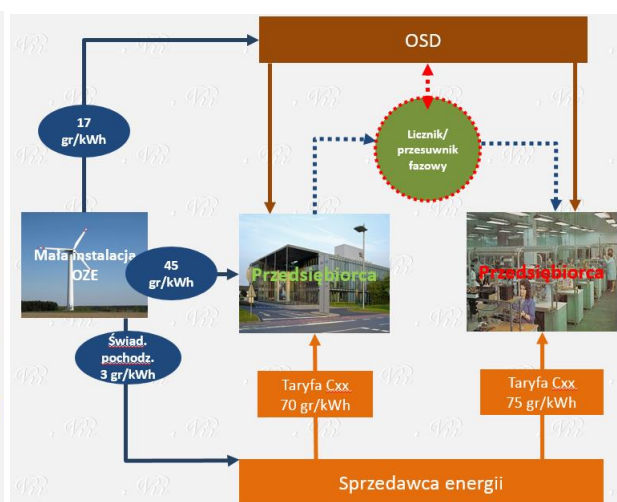 OSD
17
gr/kWh
Licznik/
przesuwnik
fazowy
Mała instalacja
OZE
45
gr/kWh
Przedsiębiorca
Przedsiębiorca
Świad.
pochodz.
3 gr/kWh
Taryfa Cxx
70 gr/kWh
Taryfa Cxx
75 gr/kWh
Sprzedawca energii